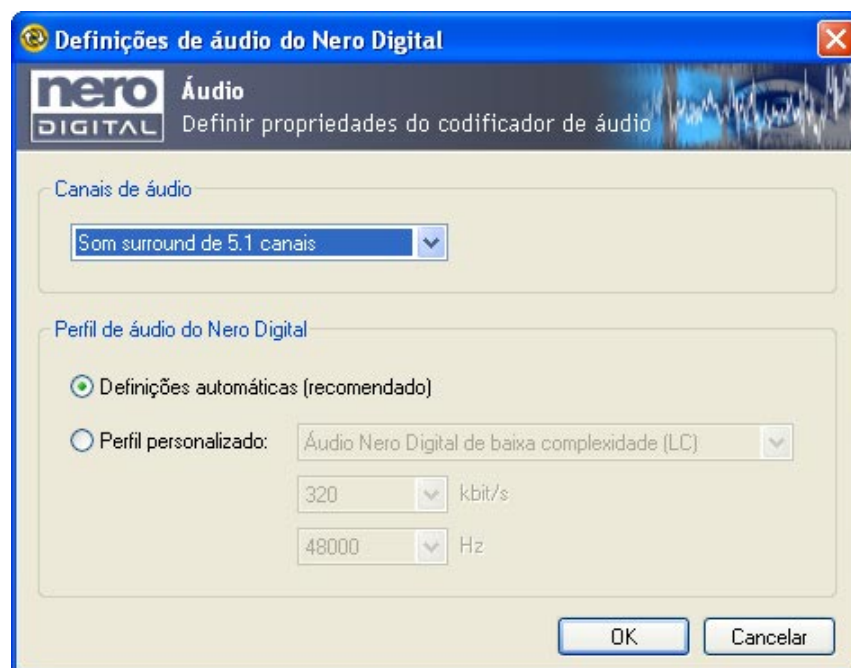 Definições de áudio do Nero Digital
nero
DIGITAL
Áudio
Definir propriedades do codificador de áudio
Canais de áudio
Som surround de 5.1 canais
Perfil de áudio do Nero Digital
Definições automáticas (recomendado)
Perfil personalizado: Áudio Nero Digital de baixa complexidade (LC)
320 kbit/s
48000 Hz
OK Cancelar